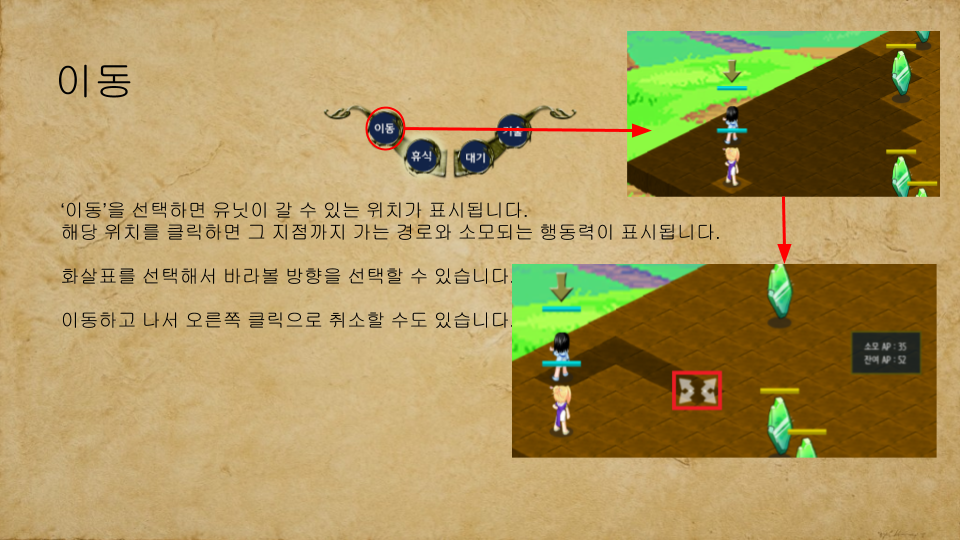 이동
이동
휴식
대기
기술
‘이동’을 선택하면 유닛이 갈 수 있는 위치가 표시됩니다.
해당 위치를 클릭하면 그 지점까지 가는 경로와 소모되는 행동력이 표시됩니다.
화살표를 선택해서 바라볼 방향을 선택할 수 있습니다.
이동하고 나서 오른쪽 클릭으로 취소할 수도 있습니다.
소모 AP : 35
잔여 AP : 52